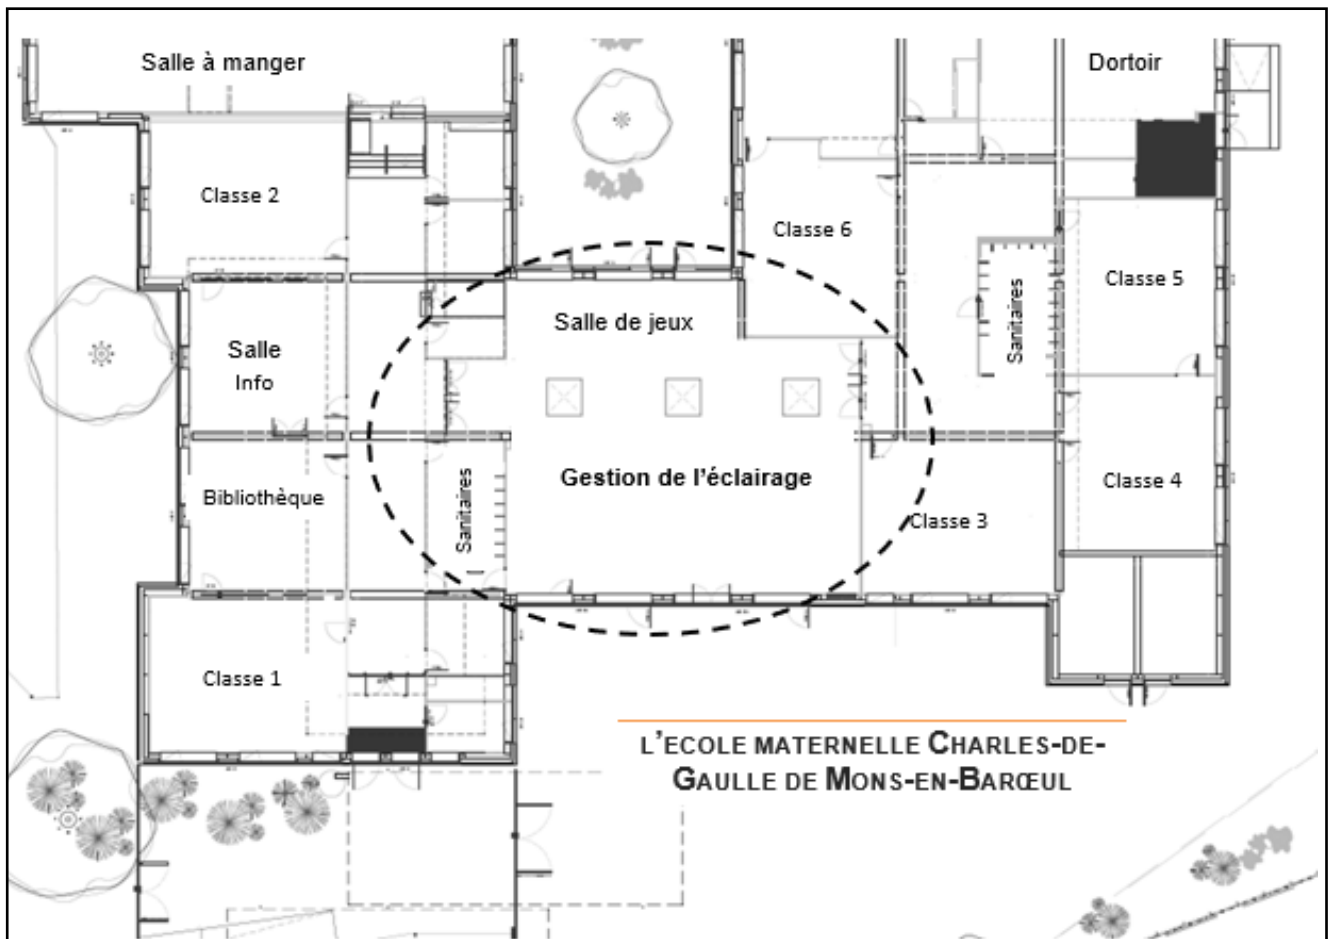 Salle à manger
Dortoir
Classe 2
Classe 6
Classe 5
Sanitaires
Salle de jeux
Salle
Info
Gestion de l'éclairage
Classe 4
Bibliothèque
Sanitaires
Classe 3
Classe 1
L'ECOLE MATERNELLE CHARLES-DE-
GAULLE DE MONS-EN-BARŒUL